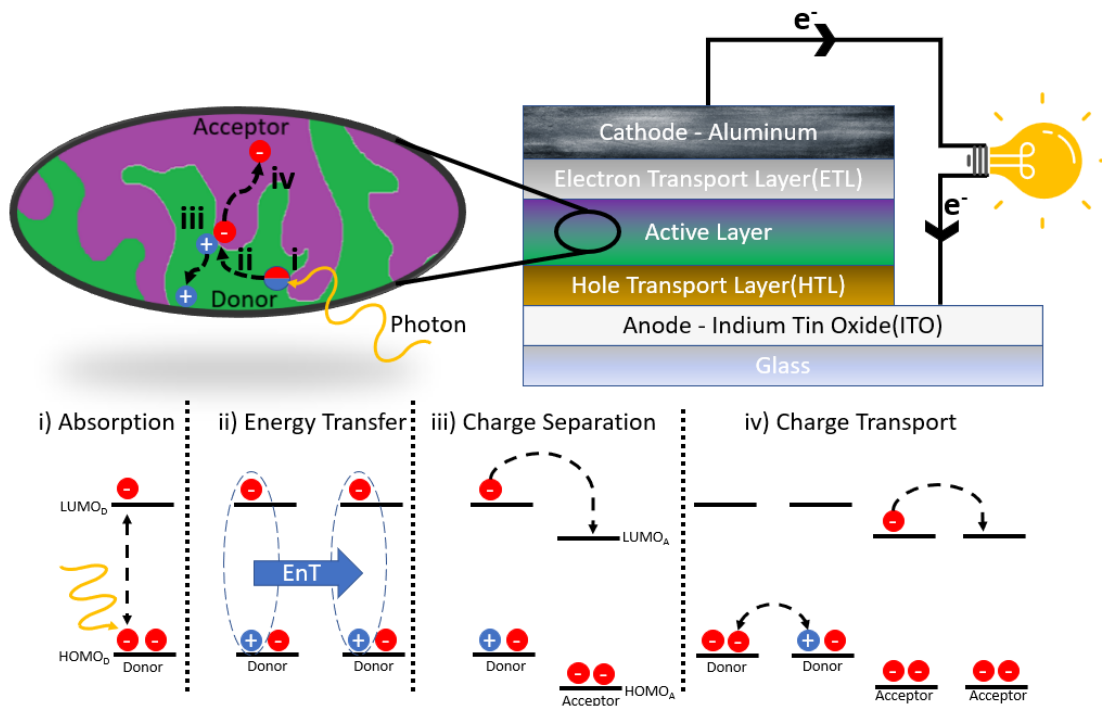 e-
Acceptor
iv
iii
ii
i
Donor
Photon
Cathode - Aluminum
Electron Transport Layer(ETL)
Active Layer
Hole Transport Layer(HTL)
Anode - Indium Tin Oxide(ITO)
Glass
e-
i) Absorption
ii) Energy Transfer
iii) Charge Separation
iv) Charge Transport
LUMOD
HOMOD
Donor
EnT
Donor
Donor
LUMOA
Donor
HOMOA
Acceptor
Donor
Donor
Acceptor
Acceptor